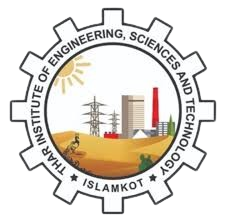 THAR INSTITUTE OF ENGINEERING, SCIENCES AND TECHNOLOGY
ISLAMKOT